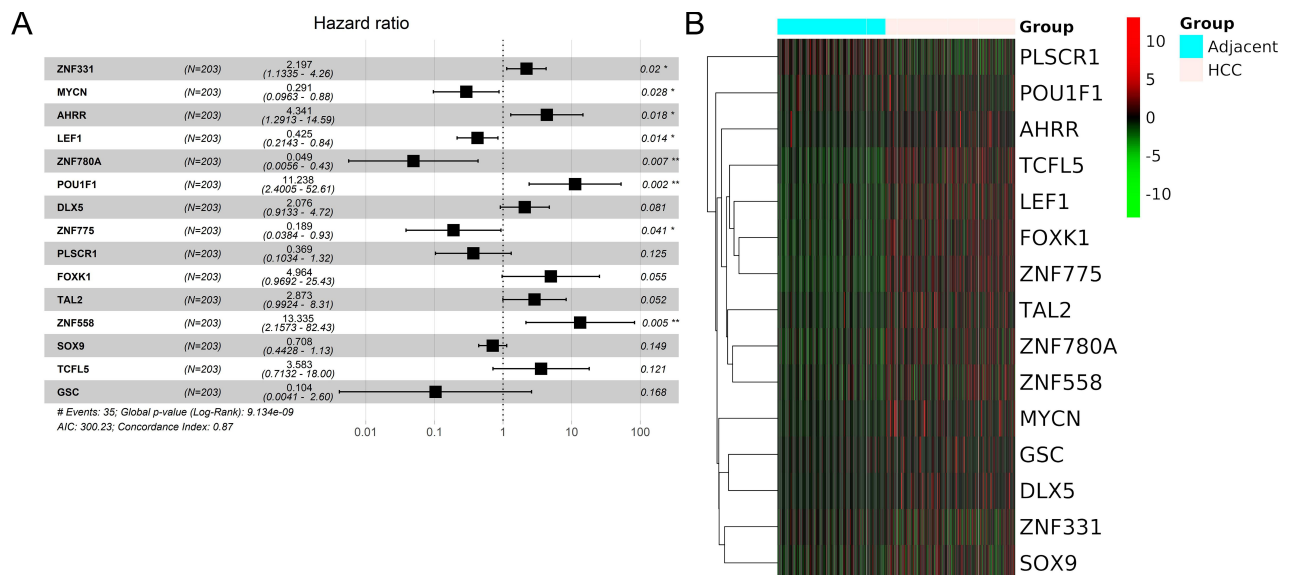 A
Hazard ratio
ZNF331 (N=203) 2.197 (1.1335 - 4.26) 0.02 *
MYCN (N=203) 0.291 (0.0963 - 0.88) 0.028 *
AHRR (N=203) 4.341 (1.2913 - 14.59) 0.018 *
LEF1 (N=203) 0.425 (0.2143 - 0.84) 0.014 *
ZNF780A (N=203) 0.049 (0.0056 - 0.43) 0.007 **
POU1F1 (N=203) 11.238 (2.4005 - 52.61) 0.002 **
DLX5 (N=203) 2.076 (0.9133 - 4.72) 0.081
ZNF775 (N=203) 0.189 (0.0384 - 0.93) 0.041 *
PLSCR1 (N=203) 0.369 (0.1034 - 1.32) 0.125
FOXK1 (N=203) 4.964 (0.9692 - 25.43) 0.055
TAL2 (N=203) 2.873 (0.9924 - 8.31) 0.052
ZNF558 (N=203) 13.335 (2.1573 - 82.43) 0.005 **
SOX9 (N=203) 0.708 (0.4428 - 1.13) 0.149
TCFL5 (N=203) 3.583 (0.7132 - 18.00) 0.121
GSC (N=203) 0.104 (0.0041 - 2.60) 0.168
# Events: 35; Global p-value (Log-Rank): 9.134e-09
AIC: 300.23; Concordance Index: 0.87
0.01 0.1 1 10 100
B
Group
PLSCR1
POU1F1
AHRR
TCFL5
LEF1
FOXK1
ZNF775
TAL2
ZNF780A
ZNF558
MYCN
GSC
DLX5
ZNF331
SOX9
10
5
0
-5
-10
Group
Adjacent
HCC